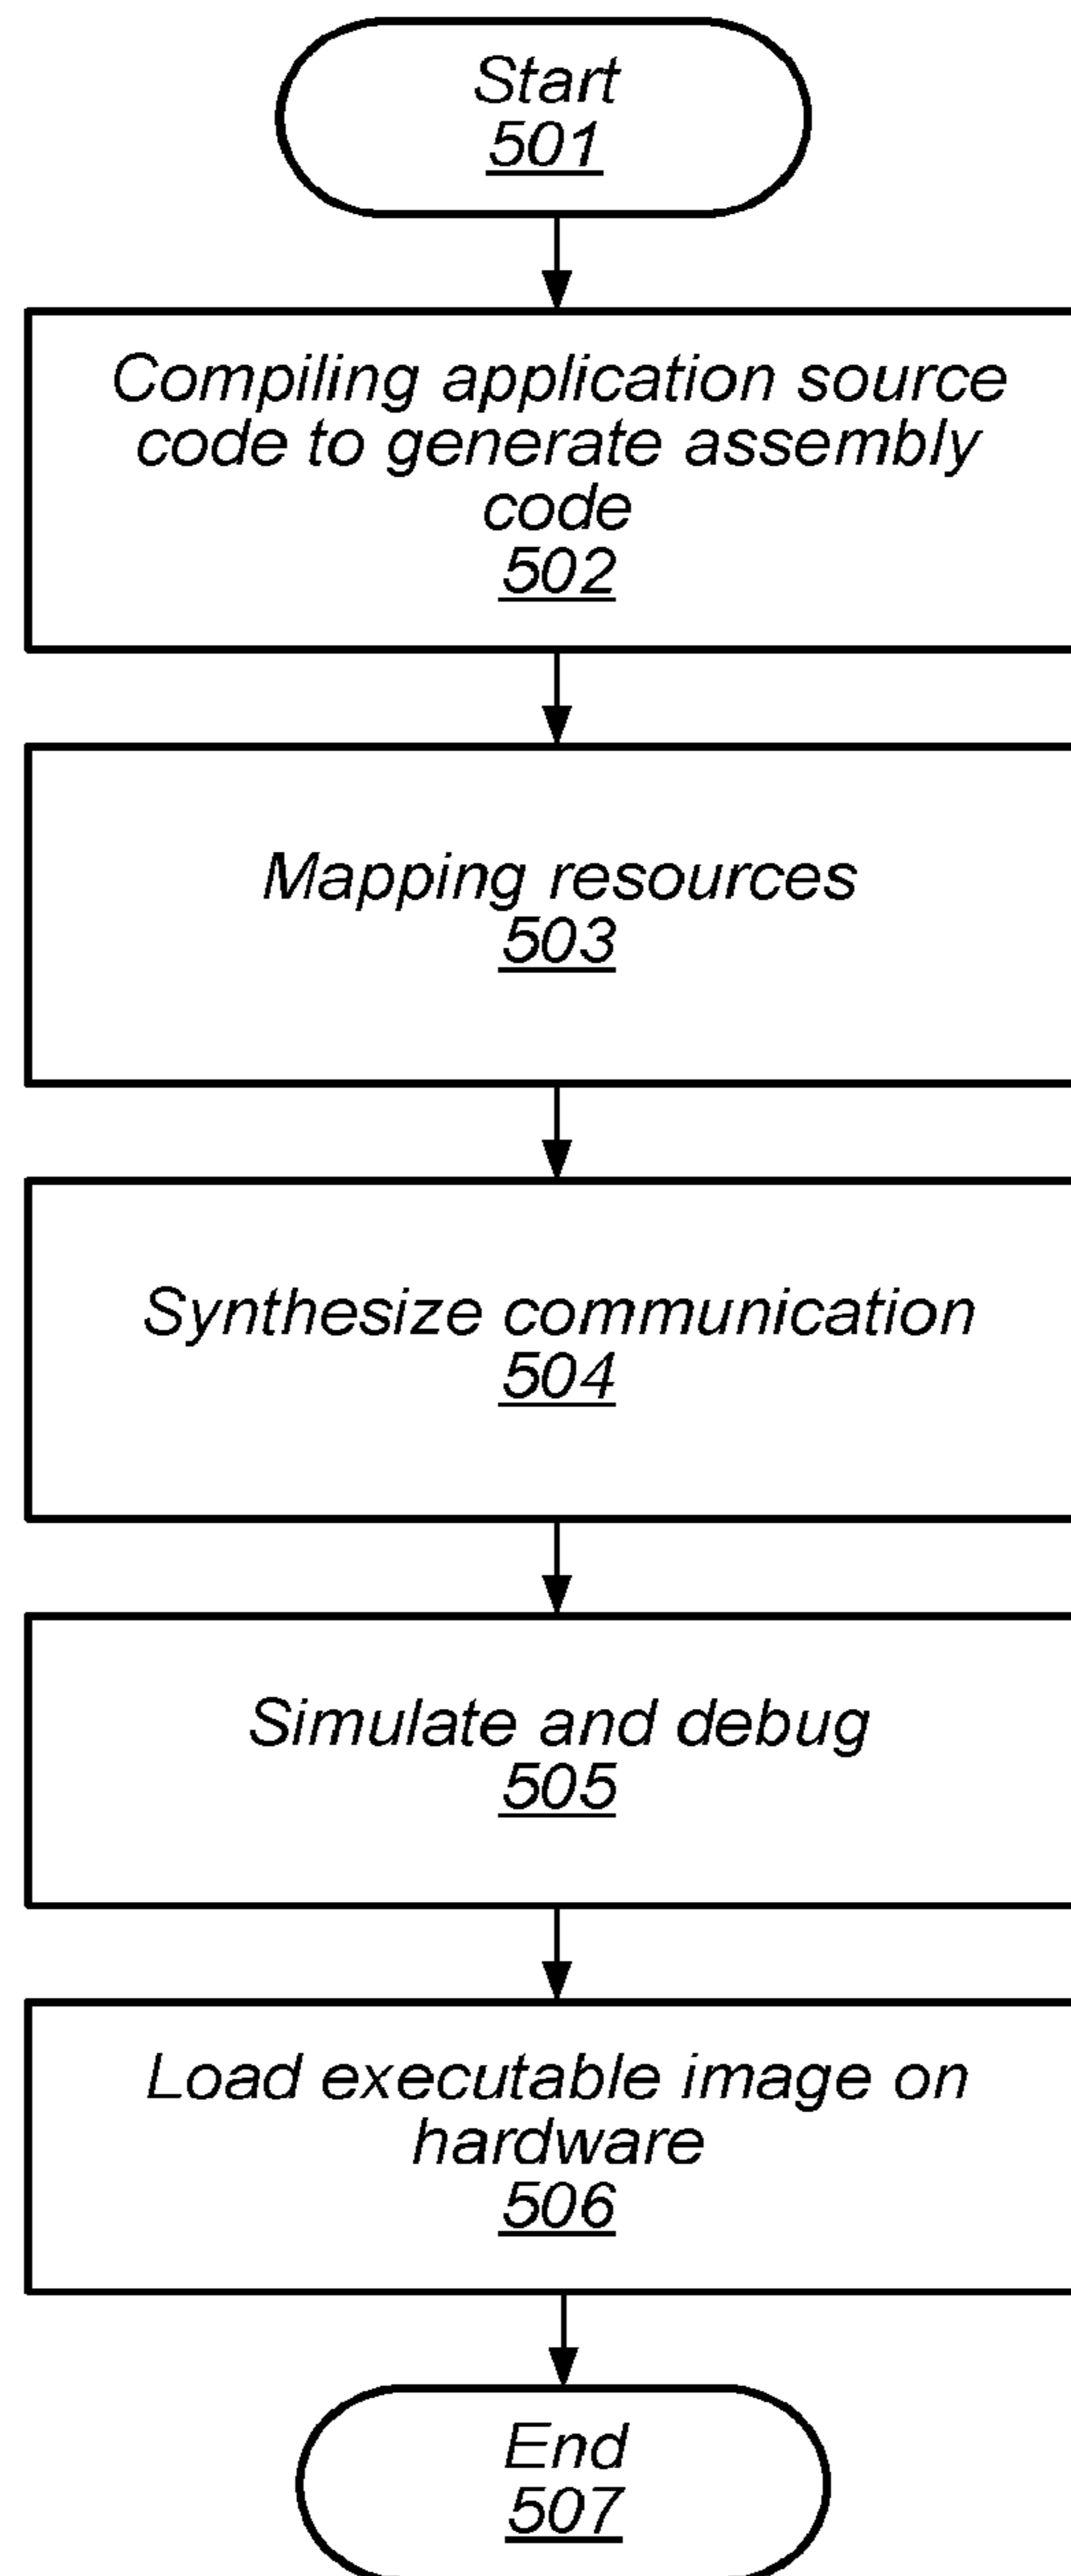 Start
501
Compiling application source
code to generate assembly
code
502
Mapping resources
503
Synthesize communication
504
Simulate and debug
505
Load executable image on
hardware
506
End
507